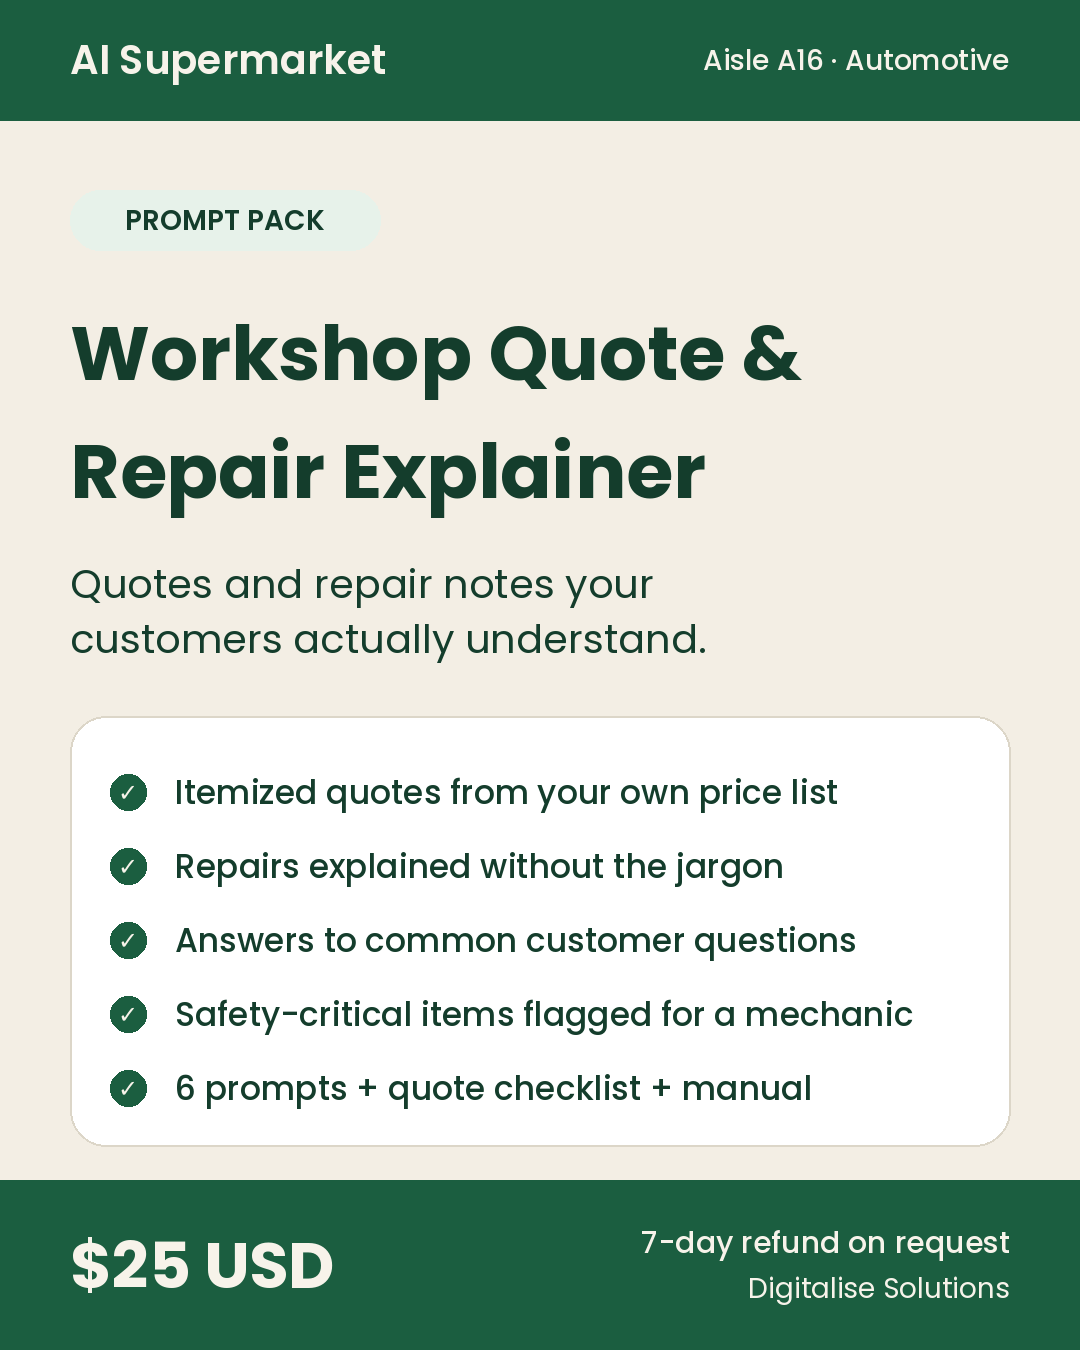 AI Supermarket
Aisle A16 · Automotive
PROMPT PACK
Workshop Quote &
Repair Explainer
Quotes and repair notes your
customers actually understand.
✓ Itemized quotes from your own price list
✓ Repairs explained without the jargon
✓ Answers to common customer questions
✓ Safety-critical items flagged for a mechanic
✓ 6 prompts + quote checklist + manual
$25 USD
7-day refund on request
Digitalise Solutions